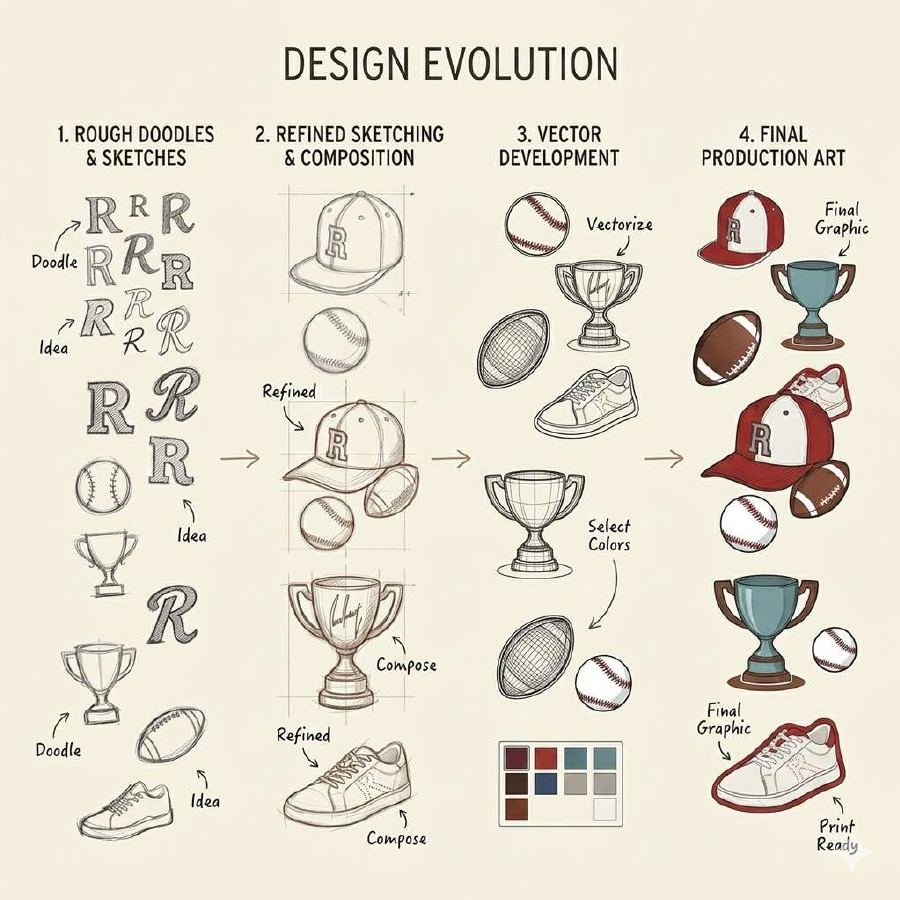 DESIGN EVOLUTION
1. ROUGH DOODLES
& SKETCHES
R R R
Doodle
R R R
Idea
R R R R
R R
R
Idea
R
Doodle
Idea
2. REFINED SKETCHING
& COMPOSITION
R
Refined
R
Compose
Refined
Compose
3. VECTOR
DEVELOPMENT
Vectorize
Select
Colors
4. FINAL
PRODUCTION ART
Final
Graphic
R
R
Final
Graphic
Print
Ready